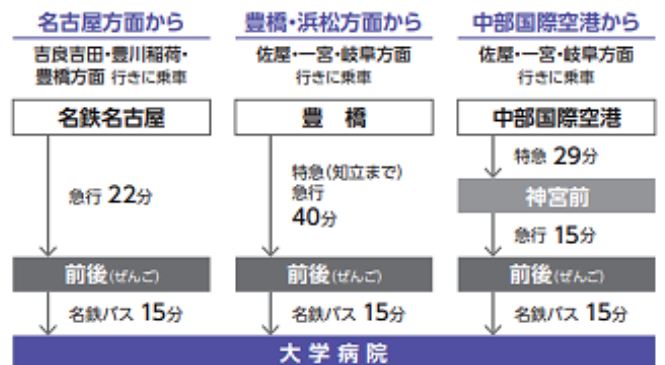 名古屋方面から
吉良吉田・豊川稲荷・
豊橋方面 行きに乗車
名鉄名古屋
急行 22分
前後(ぜんご)
名鉄バス 15分
豊橋・浜松方面から
佐屋・一宮・岐阜方面
行きに乗車
豊 橋
特急(知立まで)
急行
40分
前後(ぜんご)
名鉄バス 15分
中部国際空港から
佐屋・一宮・岐阜方面
行きに乗車
中部国際空港
特急 29分
神宮前
急行 15分
前後(ぜんご)
名鉄バス 15分
大学病院